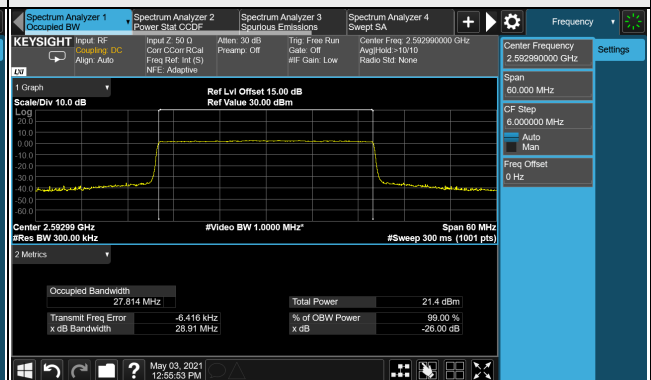 Spectrum Analyzer 1
Occupied BW
Spectrum Analyzer 2
Power Stat CCDF
Spectrum Analyzer 3
Spurious Emissions
Spectrum Analyzer 4
Swept SA
+
Frequency
KEYSIGHT
Input: RF
Coupling: DC
Align: Auto
Input Z: 50 Ω
Corr CCorr RCal
Freq Ref: Int (S)
NFE: Adaptive
Atten: 30 dB
Preamp: Off
Trig: Free Run
Gate: Off
#IF Gain: Low
Center Freq: 2.592990000 GHz
Avg|Hold:>10/10
Radio Std: None
LXI
Center Frequency
2.592990000 GHz
Settings
Span
60.000 MHz
CF Step
6.000000 MHz
Auto
Man
Freq Offset
0 Hz
1 Graph
Scale/Div 10.0 dB
Ref Lvl Offset 15.00 dB
Ref Value 30.00 dBm
Log
20.0
10.0
0.00
-10.0
-20.0
-30.0
-40.0
-50.0
-60.0
Center 2.59299 GHz
#Res BW 300.00 kHz
#Video BW 1.0000 MHz*
Span 60 MHz
#Sweep 300 ms (1001 pts)
2 Metrics
Occupied Bandwidth
27.814 MHz
Total Power 21.4 dBm
Transmit Freq Error -6.416 kHz
% of OBW Power 99.00 %
x dB Bandwidth 28.91 MHz
x dB -26.00 dB
?
May 03, 2021
12:55:53 PM